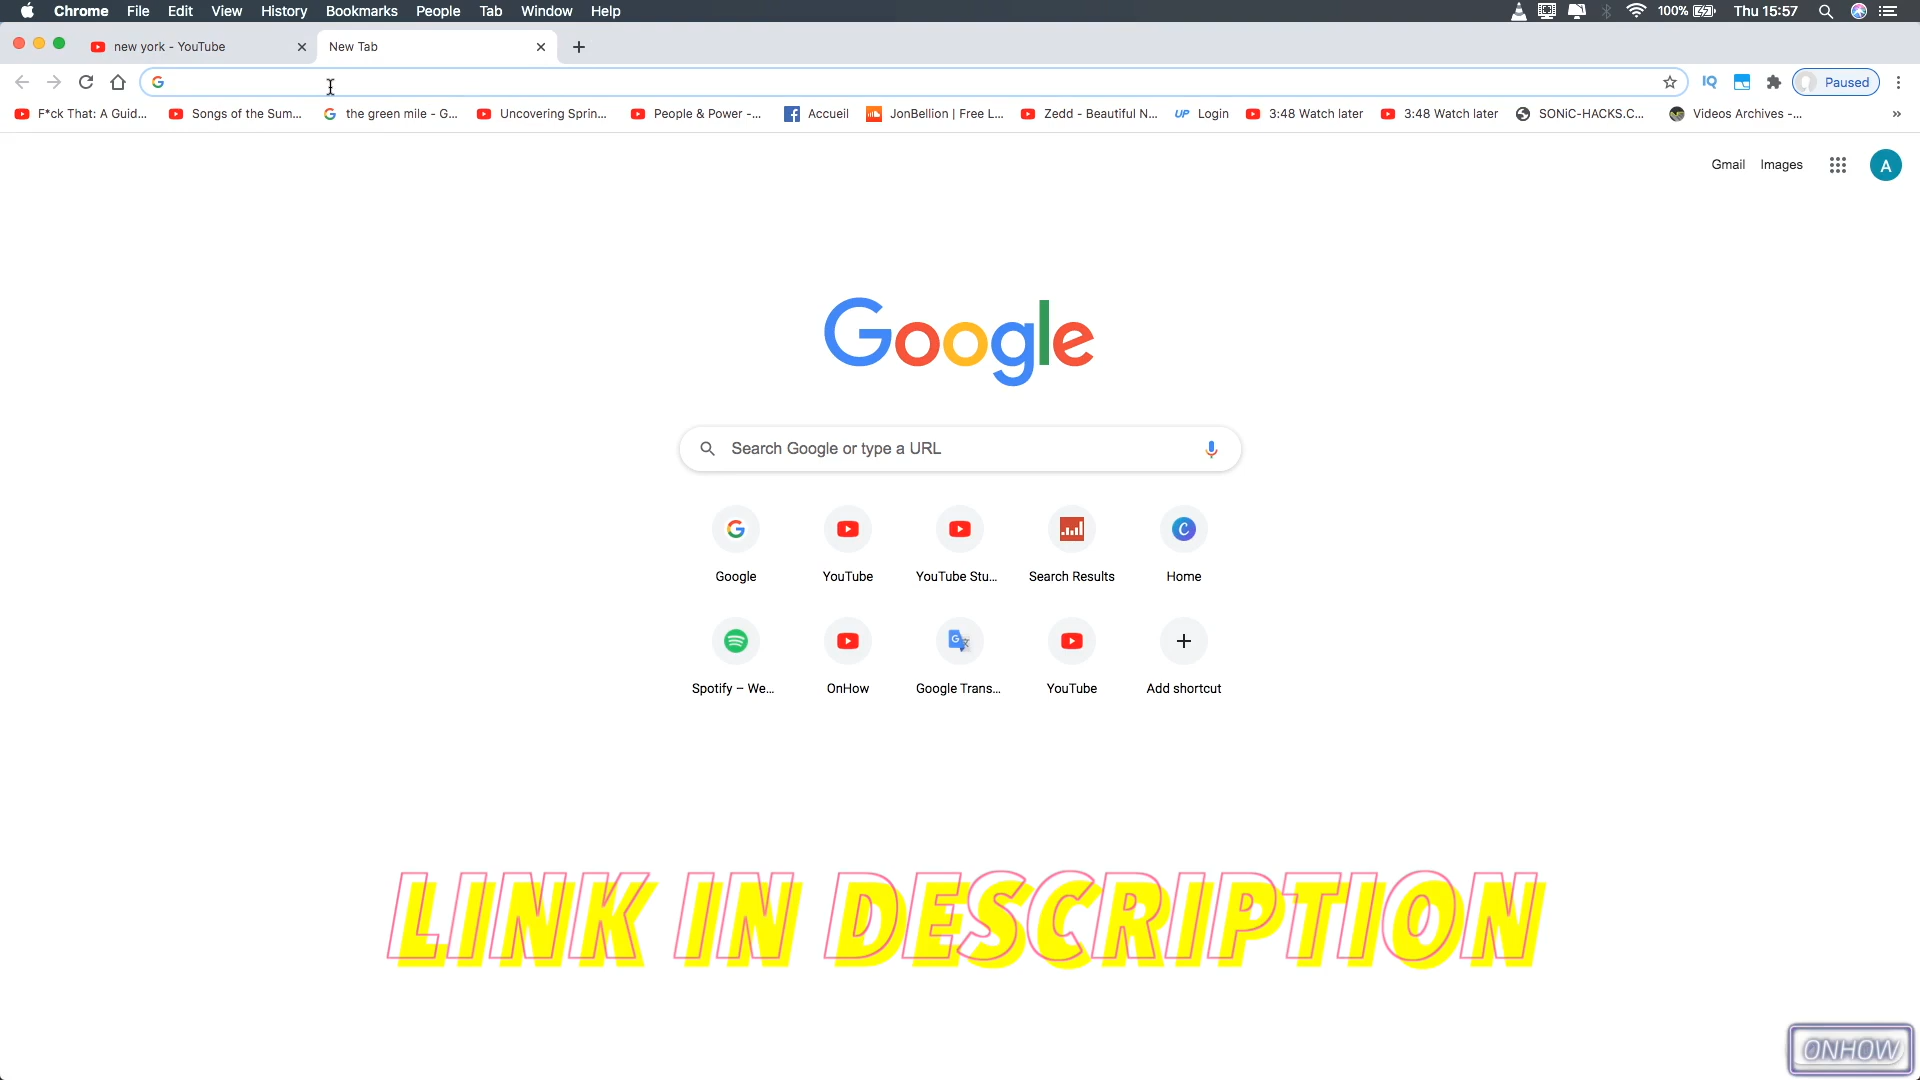 Chrome File Edit View History Bookmarks People Tab Window Help 100% Thu 15:57
new york - YouTube New Tab
Paused
F*ck That: A Guid... Songs of the Sum... the green mile - G... Uncovering Sprin... People & Power -... Accueil JonBellion | Free L... Zedd - Beautiful N... UP Login 3:48 Watch later 3:48 Watch later SONiC-HACKS.C... Videos Archives -... »
Gmail Images A
Google
Search Google or type a URL
Google YouTube YouTube Stu... Search Results Home
Spotify – We... OnHow Google Trans... YouTube Add shortcut
LINK IN DESCRIPTION
ONHOW